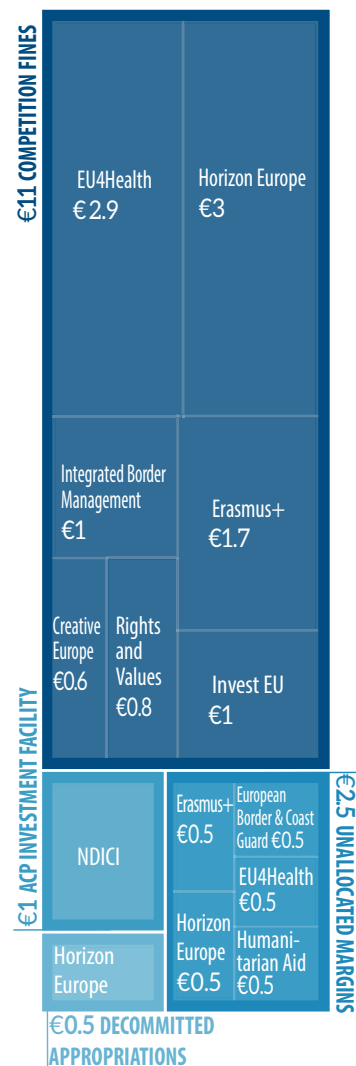 €11 COMPETITION FINES
EU4Health
€2.9
Horizon Europe
€3
Integrated Border
Management
€1
Erasmus+
€1.7
Creative
Europe
€0.6
Rights
and
Values
€0.8
Invest EU
€1
€1 ACP INVESTMENT FACILITY
NDICI
Erasmus+
€0.5
European
Border & Coast
Guard €0.5
EU4Health
€0.5
Horizon
Europe
€0.5
Humani-
tarian Aid
€0.5
€2.5 UNALLOCATED MARGINS
Horizon
Europe
€0.5 DECOMMITTED
APPROPRIATIONS